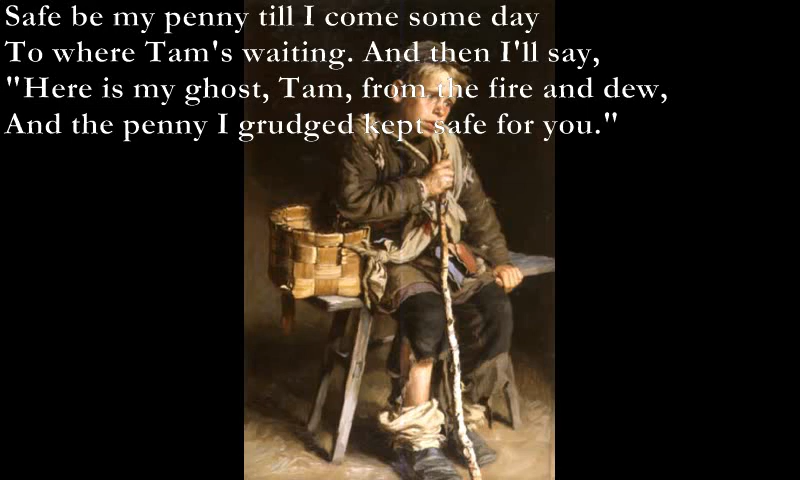 Safe be my penny till I come some day
To where Tam's waiting. And then I'll say,
"Here is my ghost, Tam, from the fire and dew,
And the penny I grudged kept safe for you."